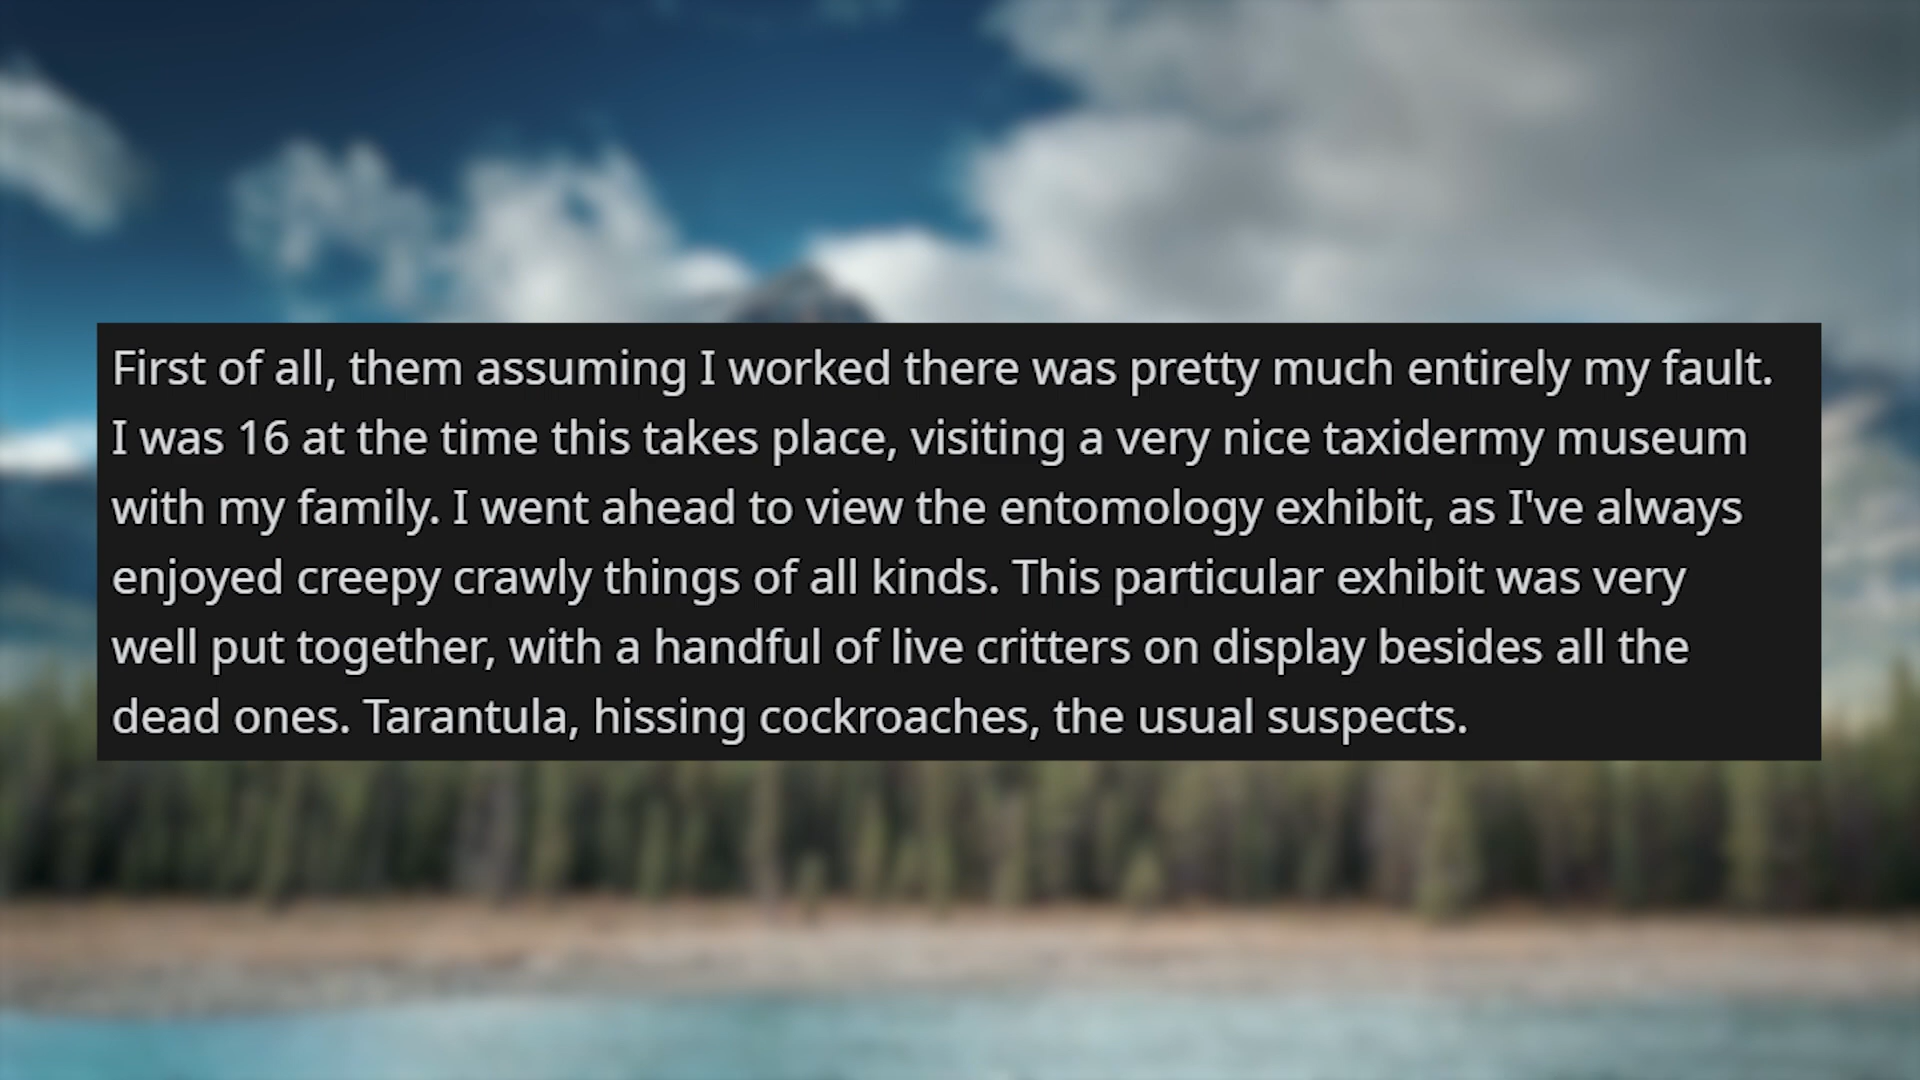 First of all, them assuming I worked there was pretty much entirely my fault.
I was 16 at the time this takes place, visiting a very nice taxidermy museum
with my family. I went ahead to view the entomology exhibit, as I've always
enjoyed creepy crawly things of all kinds. This particular exhibit was very
well put together, with a handful of live critters on display besides all the
dead ones. Tarantula, hissing cockroaches, the usual suspects.